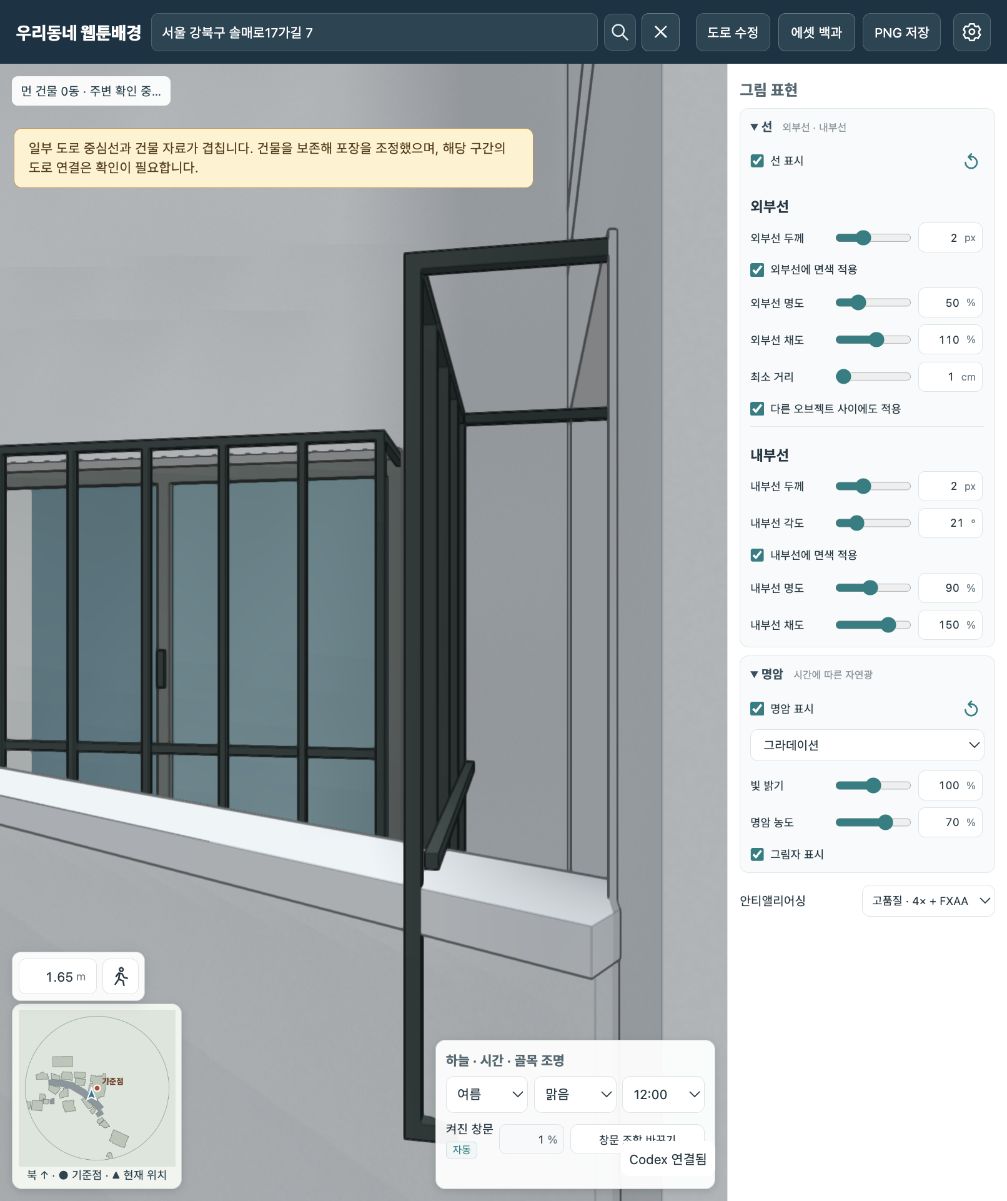 우리동네 웹툰배경
서울 강북구 솔매로17가길 7
도로 수정
에셋 백과
PNG 저장
먼 건물 0동 · 주변 확인 중...
일부 도로 중심선과 건물 자료가 겹칩니다. 건물을 보존해 포장을 조정했으며, 해당 구간의
도로 연결은 확인이 필요합니다.
그림 표현
▼ 선 외부선 · 내부선
선 표시
외부선
외부선 두께 2 px
외부선에 면색 적용
외부선 명도 50 %
외부선 채도 110 %
최소 거리 1 cm
다른 오브젝트 사이에도 적용
내부선
내부선 두께 2 px
내부선 각도 21 °
내부선에 면색 적용
내부선 명도 90 %
내부선 채도 150 %
▼ 명암 시간에 따른 자연광
명암 표시
그라데이션
빛 밝기 100 %
명암 농도 70 %
그림자 표시
안티앨리어싱 고품질 · 4× + FXAA
1.65 m
기준점
북 ↑ · ● 기준점 · ▲ 현재 위치
하늘 · 시간 · 골목 조명
여름 맑음 12:00
켜진 창문
자동
1 %
창문 조합 바꾸기
Codex 연결됨